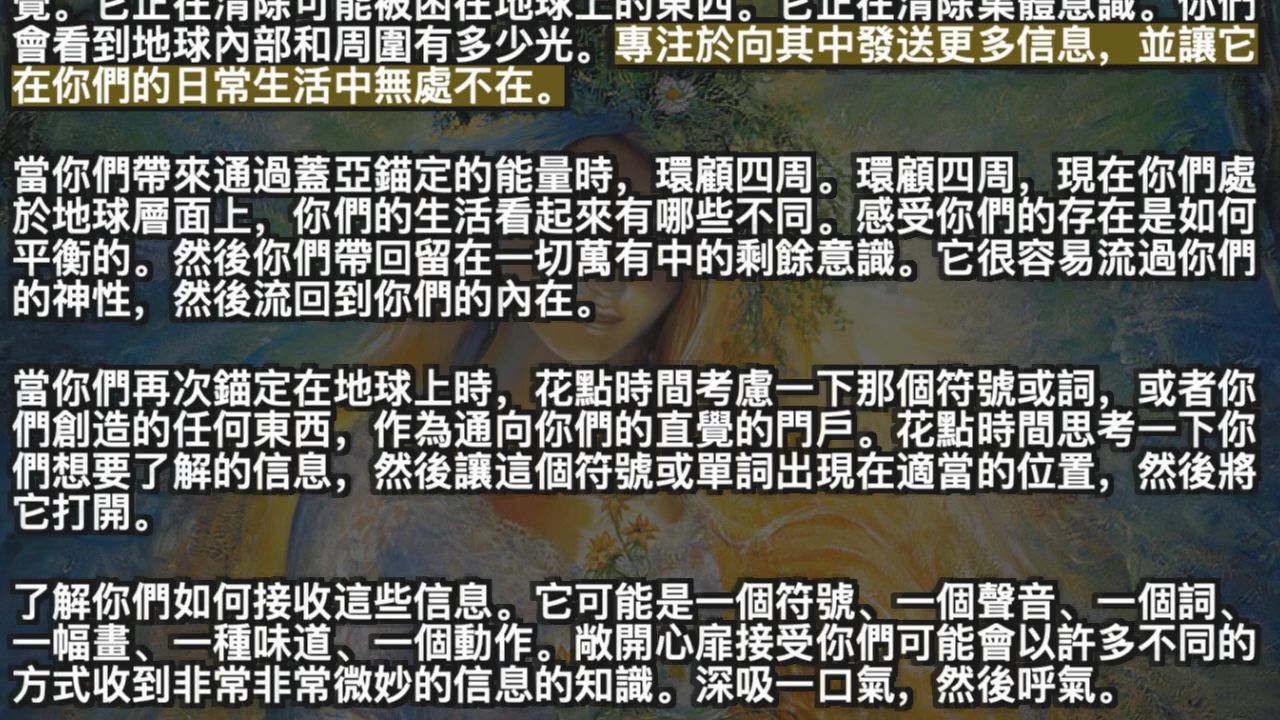 覺。它正在清除可能被困在地球上的東西。它正在清除集體意識。你們
會看到地球內部和周圍有多少光。專注於向其中發送更多信息，並讓它
在你們的日常生活中無處不在。
當你們帶來通過蓋亞錨定的能量時，環顧四周。環顧四周，現在你們處
於地球層面上，你們的生活看起來有哪些不同。感受你們的存在是如何
平衡的。然後你們帶回留在一切萬有中的剩餘意識。它很容易流過你們
的神性，然後流回到你們的內在。
當你們再次錨定在地球上時，花點時間考慮一下那個符號或詞，或者你
們創造的任何東西，作為通向你們的直覺的門戶。花點時間思考一下你
們想要了解的信息，然後讓這個符號或單詞出現在適當的位置，然後將
它打開。
了解你們如何接收這些信息。它可能是一個符號、一個聲音、一個詞、
一幅畫、一種味道、一個動作。敞開心扉接受你們可能會以許多不同的
方式收到非常非常微妙的信息的知識。深吸一口氣，然後呼氣。